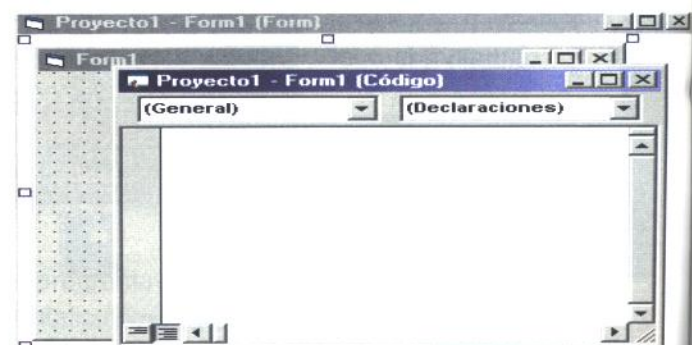 Proyecto1 - Form1 (Form)
Form1
Proyecto1 - Form1 (Código)
(General)
(Declaraciones)